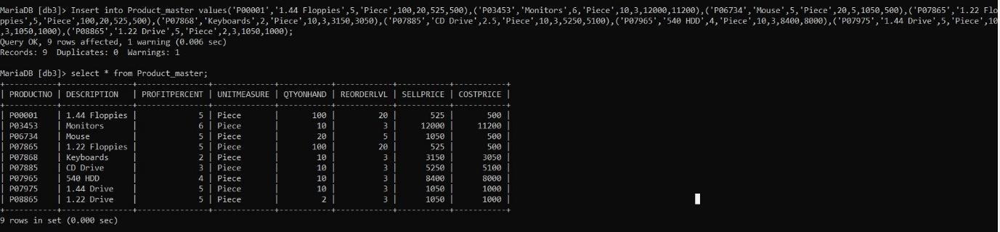 MariaDB [db3]> Insert into Product_master values('P00001','1.44 Floppies',5,'Piece',100,20,525,500),('P03453','Monitors',6,'Piece',10,3,12000,11200),('P06734','Mouse',5,'Piece',20,5,1050,500),('P07865','1.22 Flo
ppies',5,'Piece',100,20,525,500),('P07868','Keyboards',2,'Piece',10,3,3150,3050),('P07885','CD Drive',2.5,'Piece',10,3,5250,5100),('P07965','540 HDD',4,'Piece',10,3,8400,8000),('P07975','1.44 Drive',5,'Piece',10
,3,1050,1000),('P08865','1.22 Drive',5,'Piece',2,3,1050,1000);
Query OK, 9 rows affected, 1 warning (0.006 sec)
Records: 9  Duplicates: 0  Warnings: 1
MariaDB [db3]> select * from Product_master;
+-----------+---------------+---------------+-------------+-----------+------------+-----------+-----------+
| PRODUCTNO | DESCRIPTION   | PROFITPERCENT | UNITMEASURE | QTYONHAND | REORDERLVL | SELLPRICE | COSTPRICE |
+-----------+---------------+---------------+-------------+-----------+------------+-----------+-----------+
| P00001    | 1.44 Floppies |             5 | Piece       |       100 |         20 |       525 |       500 |
| P03453    | Monitors      |             6 | Piece       |        10 |          3 |     12000 |     11200 |
| P06734    | Mouse         |             5 | Piece       |        20 |          5 |      1050 |       500 |
| P07865    | 1.22 Floppies |             5 | Piece       |       100 |         20 |       525 |       500 |
| P07868    | Keyboards     |             2 | Piece       |        10 |          3 |      3150 |      3050 |
| P07885    | CD Drive      |             3 | Piece       |        10 |          3 |      5250 |      5100 |
| P07965    | 540 HDD       |             4 | Piece       |        10 |          3 |      8400 |      8000 |
| P07975    | 1.44 Drive    |             5 | Piece       |        10 |          3 |      1050 |      1000 |
| P08865    | 1.22 Drive    |             5 | Piece       |         2 |          3 |      1050 |      1000 |
+-----------+---------------+---------------+-------------+-----------+------------+-----------+-----------+
9 rows in set (0.000 sec)